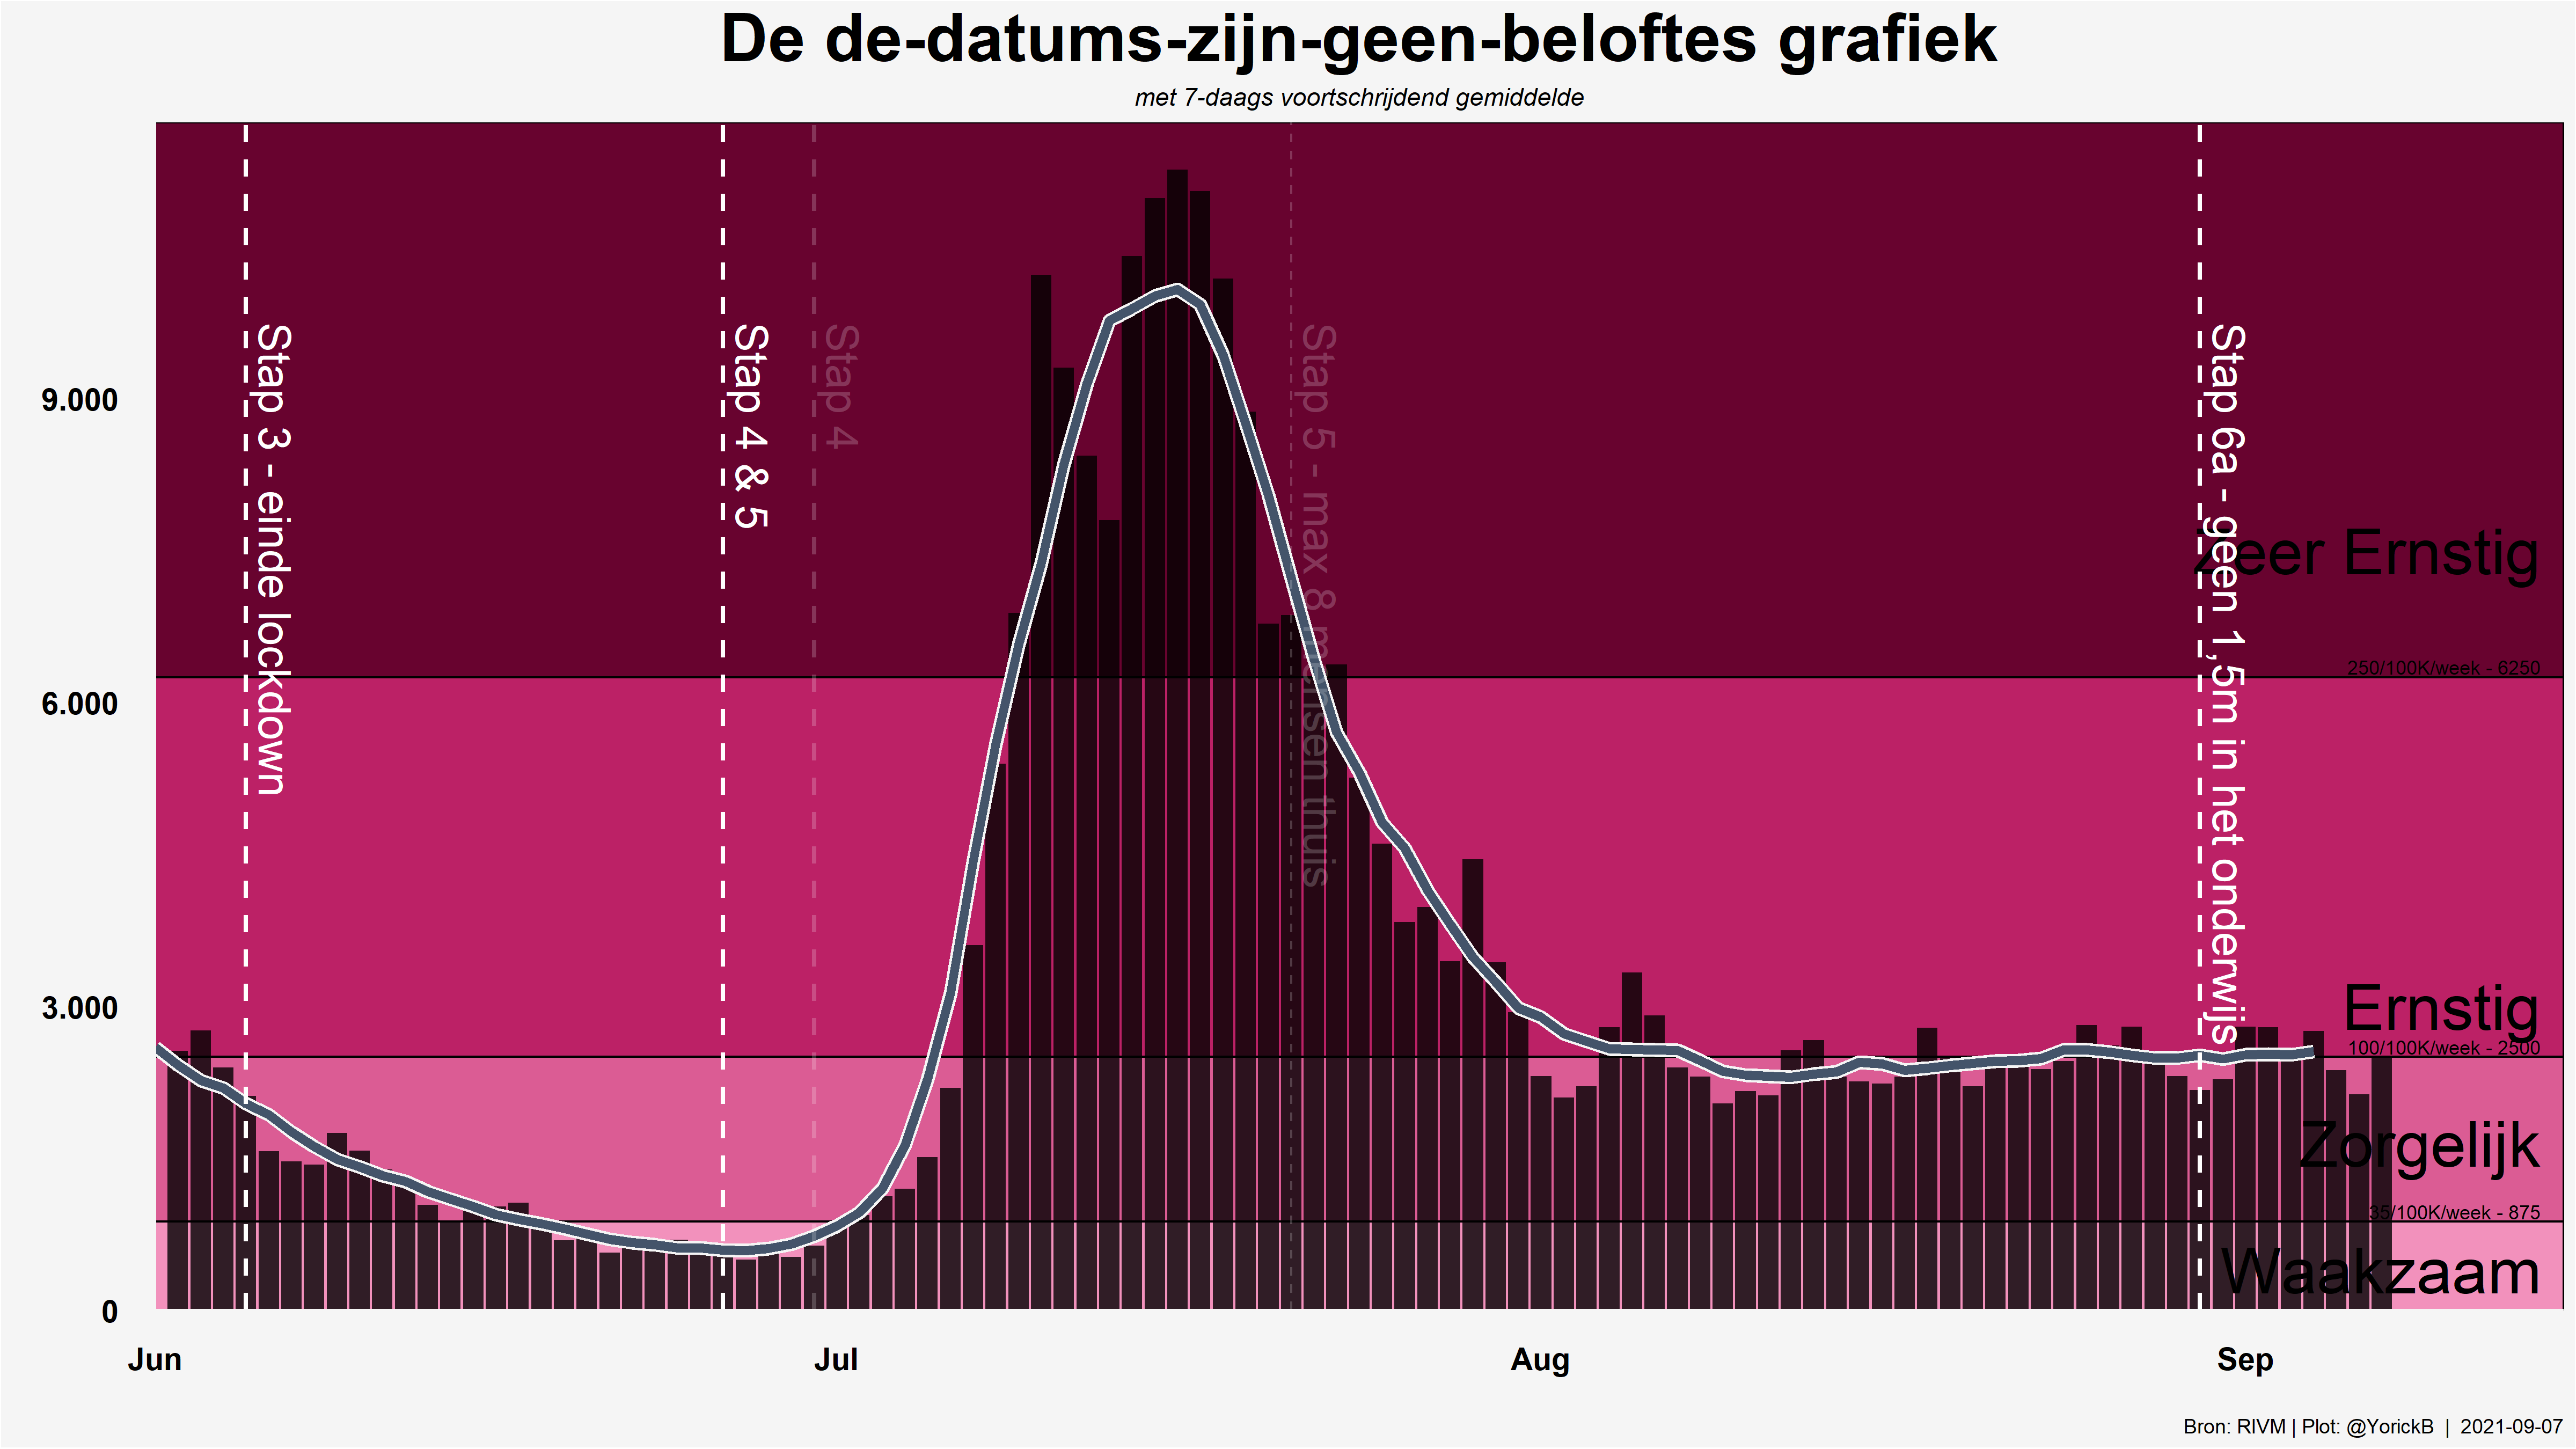 De de-datums-zijn-geen-beloftes grafiek
met 7-daags voortschrijdend gemiddelde
Stap 3 - einde lockdown
Stap 4 & 5
Stap 4
Stap 5 - max 8 mensen thuis
Stap 6a - geen 1,5m in het onderwijs
9.000
6.000
3.000
0
Zeer Ernstig
250/100K/week - 6250
Ernstig
100/100K/week - 2500
Zorgelijk
35/100K/week - 875
Waakzaam
Jun
Jul
Aug
Sep
Bron: RIVM | Plot: @YorickB | 2021-09-07